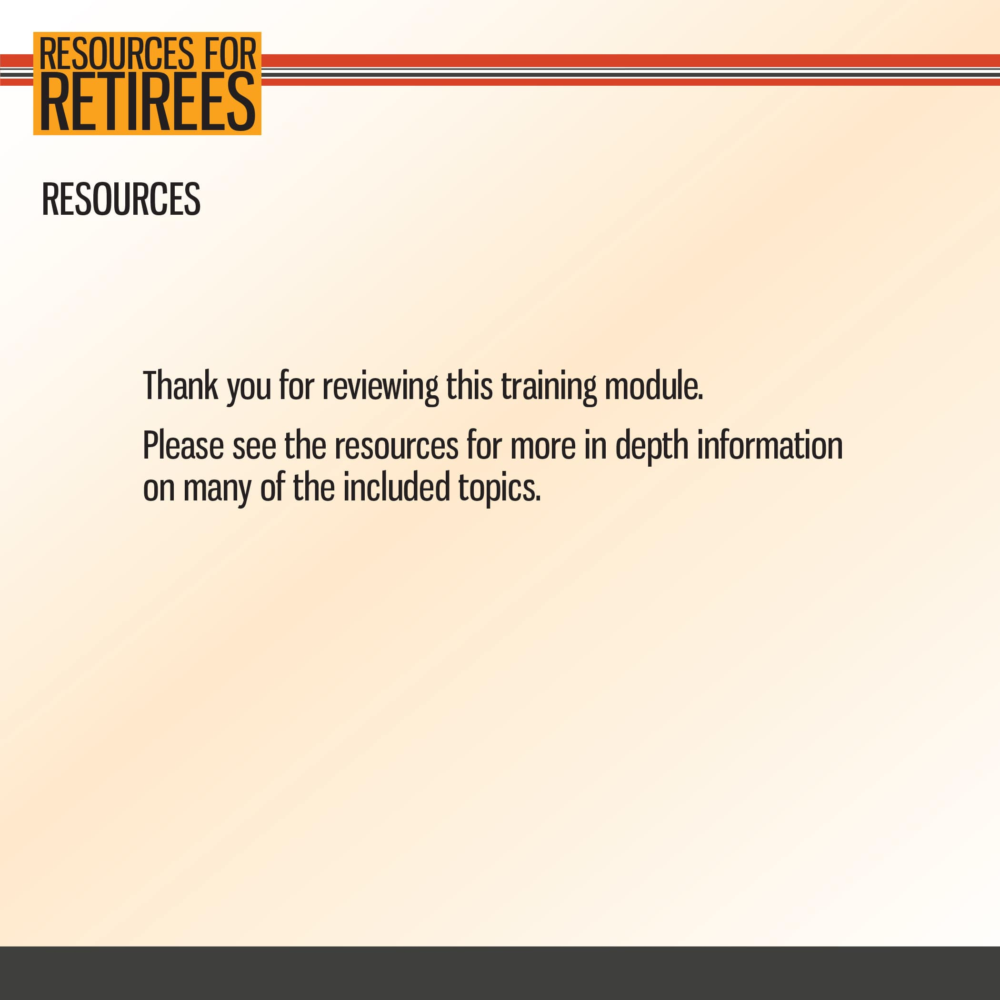 RESOURCES FOR
RETIREES
RESOURCES
Thank you for reviewing this training module.
Please see the resources for more in depth information
on many of the included topics.